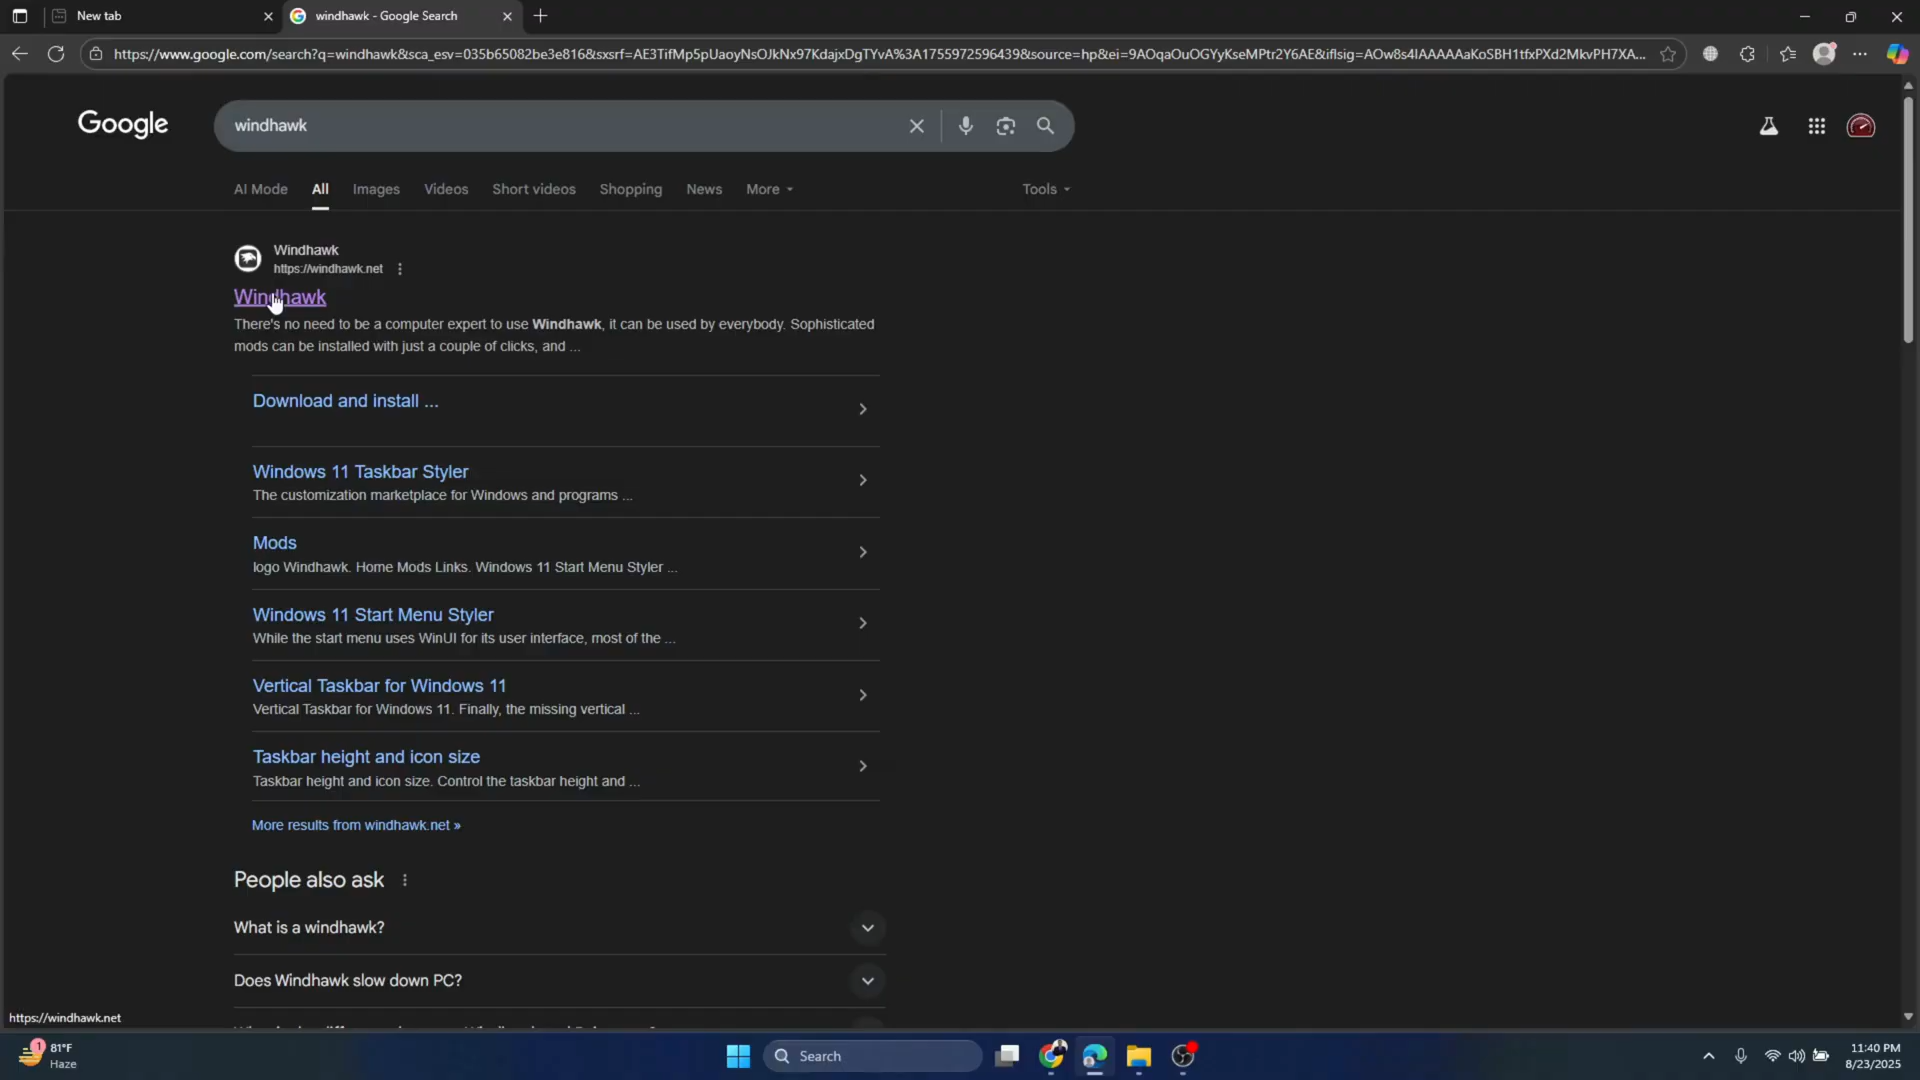 New tab
windhawk - Google Search
https://www.google.com/search?q=windhawk&sca_esv=035b65082be3e816&sxsrf=AE3TifMp5pUaoyNsOJkNx97KdajxDgTYvA%3A1755972596439&source=hp&ei=9AOqaOuOGYyKseMPtr2Y6AE&iflsig=AOw8s4IAAAAAaKoSBH1tfxPXd2MkvPH7XA...
Google
windhawk
AI Mode All Images Videos Short videos Shopping News More Tools
Windhawk
https://windhawk.net
Windhawk
There's no need to be a computer expert to use Windhawk, it can be used by everybody. Sophisticated
mods can be installed with just a couple of clicks, and ...
Download and install ...
Windows 11 Taskbar Styler
The customization marketplace for Windows and programs ...
Mods
logo Windhawk. Home Mods Links. Windows 11 Start Menu Styler ...
Windows 11 Start Menu Styler
While the start menu uses WinUI for its user interface, most of the ...
Vertical Taskbar for Windows 11
Vertical Taskbar for Windows 11. Finally, the missing vertical ...
Taskbar height and icon size
Taskbar height and icon size. Control the taskbar height and ...
More results from windhawk.net »
People also ask
What is a windhawk?
Does Windhawk slow down PC?
https://windhawk.net
1
81°F
Haze
Search
11:40 PM
8/23/2025